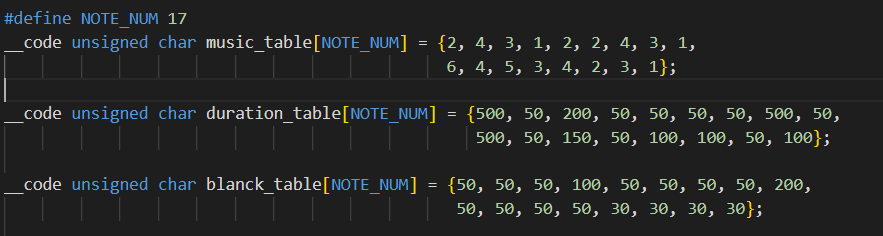 #define NOTE_NUM 17
__code unsigned char music_table[NOTE_NUM] = {2, 4, 3, 1, 2, 2, 4, 3, 1,
6, 4, 5, 3, 4, 2, 3, 1};
__code unsigned char duration_table[NOTE_NUM] = {500, 50, 200, 50, 50, 50, 50, 500, 50,
500, 50, 150, 50, 100, 100, 50, 100};
__code unsigned char blanck_table[NOTE_NUM] = {50, 50, 50, 100, 50, 50, 50, 50, 200,
50, 50, 50, 50, 30, 30, 30, 30};